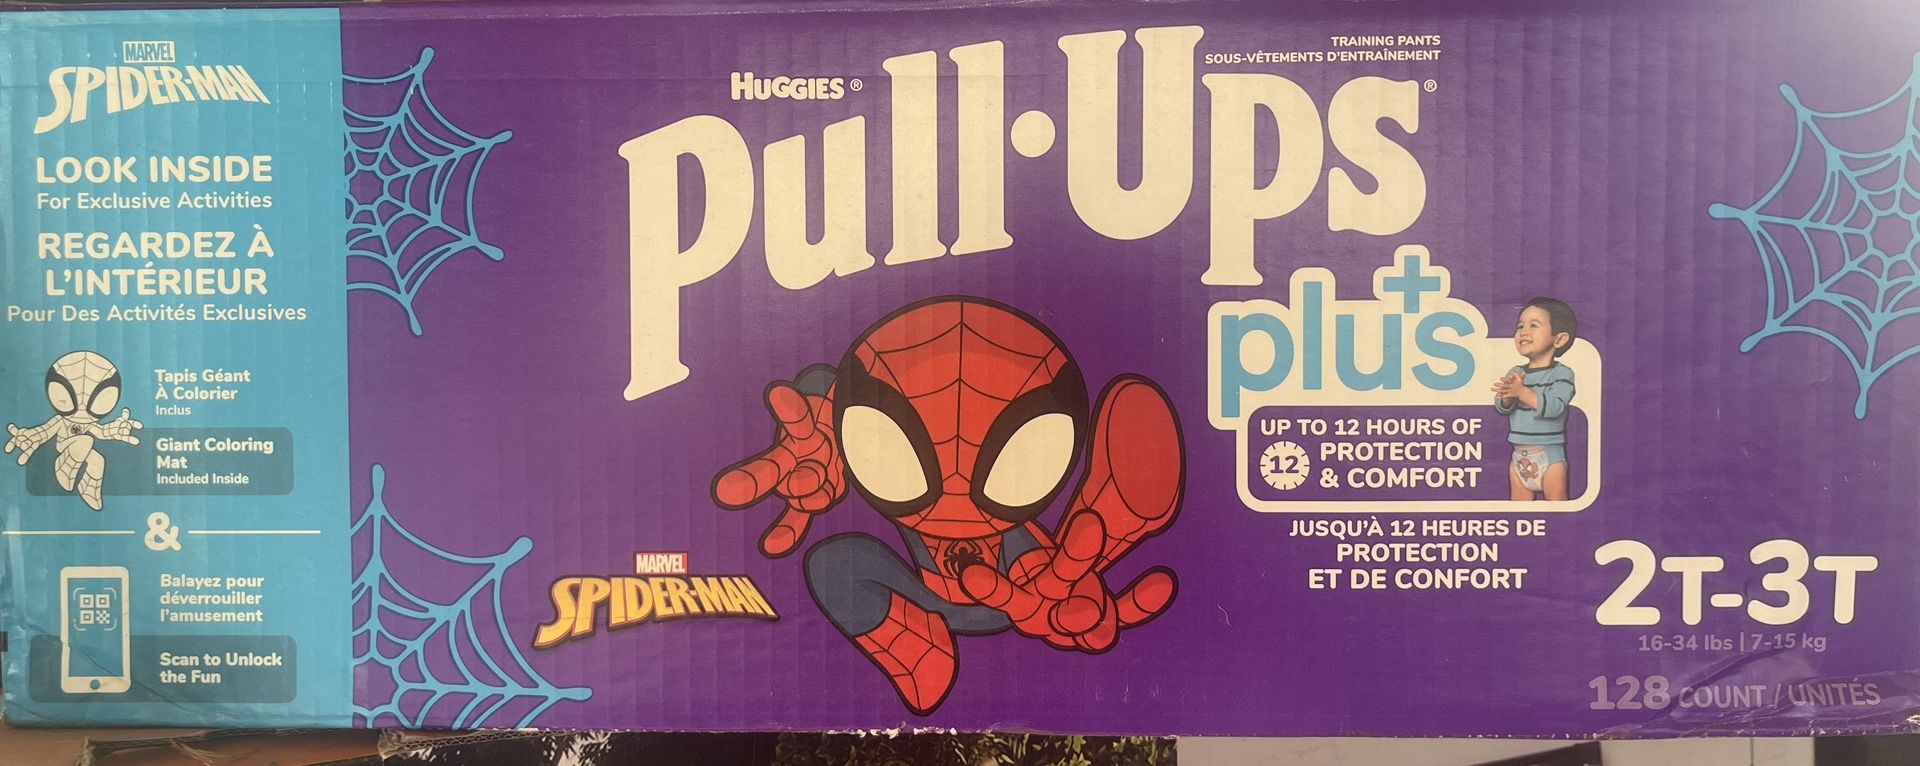 MARVEL
SPIDER-MAN
LOOK INSIDE
For Exclusive Activities
REGARDEZ À
L'INTÉRIEUR
Pour Des Activités Exclusives
Tapis Géant
À Colorier
Inclus
Giant Coloring
Mat
Included Inside
&
Balayez pour
déverrouiller
l'amusement
Scan to Unlock
the Fun
TRAINING PANTS
SOUS-VÊTEMENTS D'ENTRAÎNEMENT
HUGGIES®
Pull·Ups®
plus+
UP TO 12 HOURS OF
12
PROTECTION
& COMFORT
JUSQU'À 12 HEURES DE
PROTECTION
ET DE CONFORT
MARVEL
SPIDER-MAN
2T-3T
16-34 lbs | 7-15 kg
128 COUNT / UNITÉS